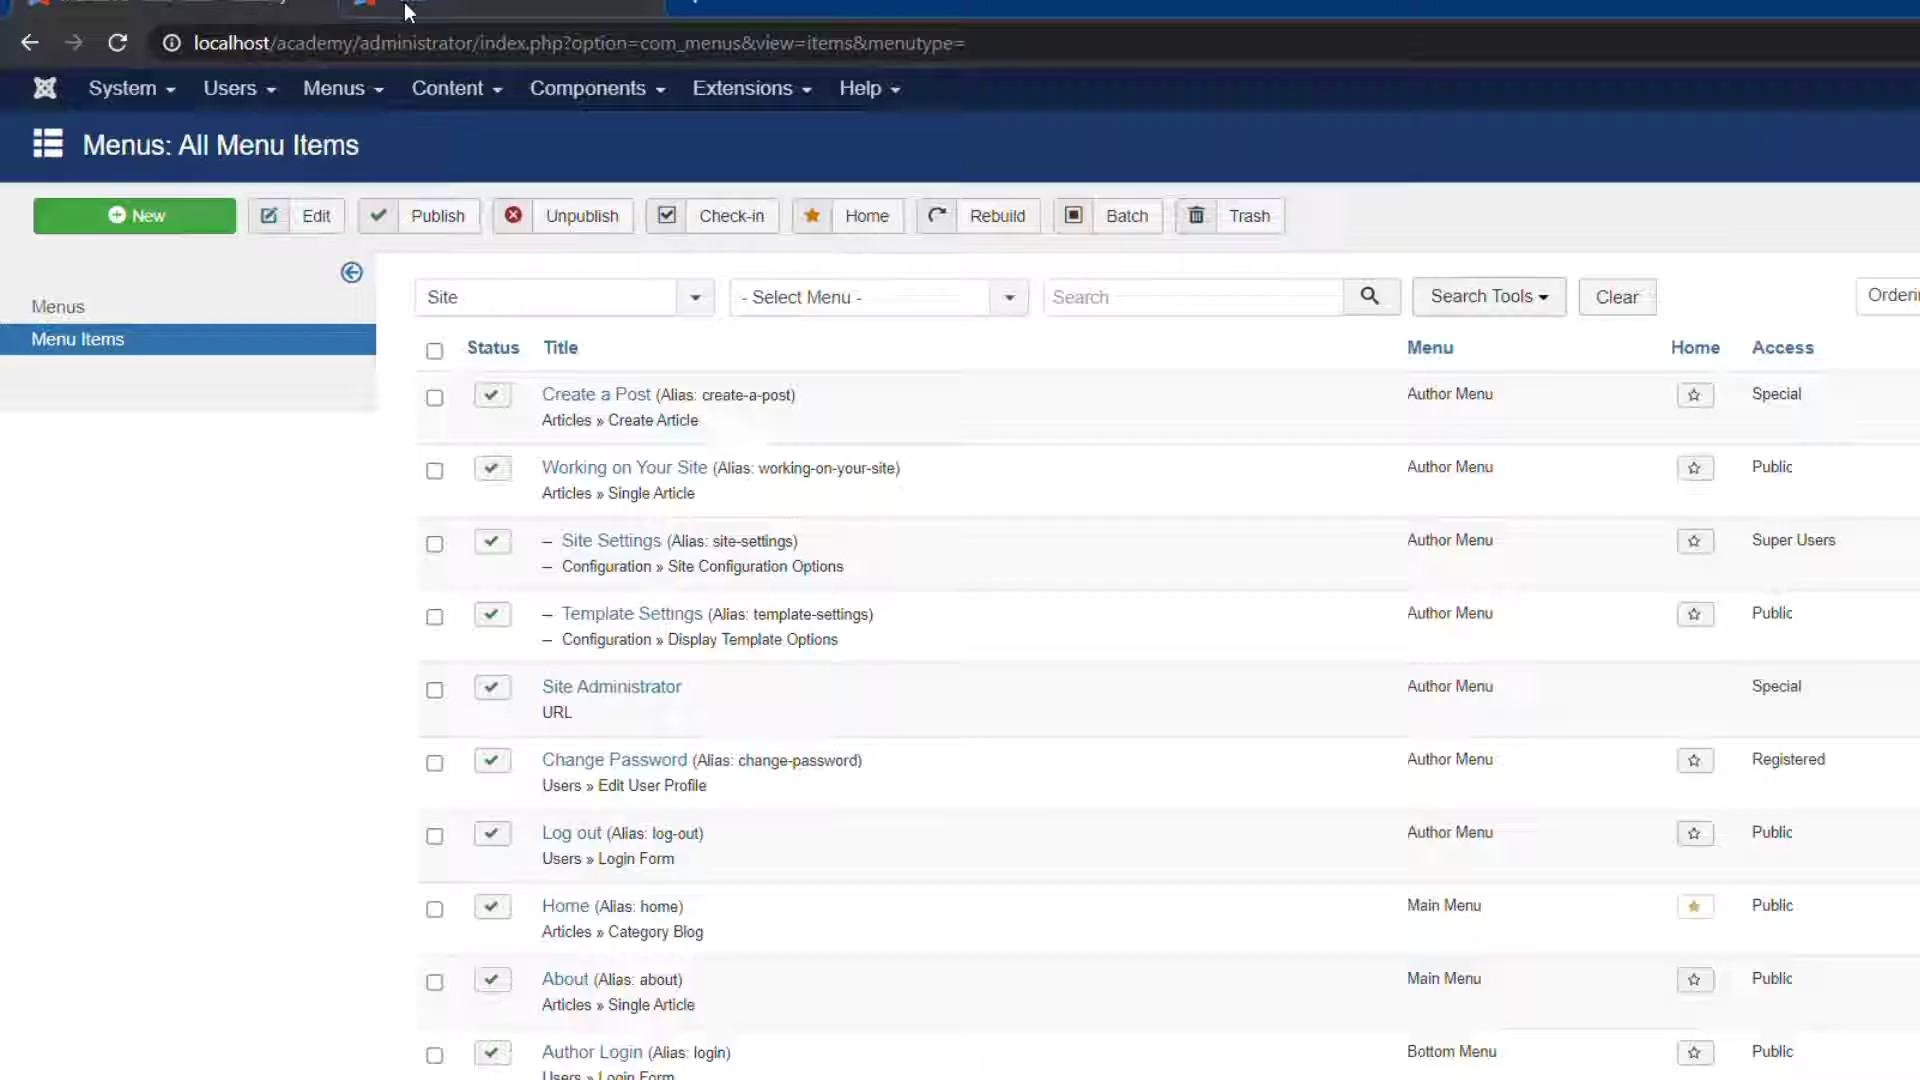 localhost/academy/administrator/index.php?option=com_menus&view=items&menutype=
System Users Menus Content Components Extensions Help
Menus: All Menu Items
New Edit Publish Unpublish Check-in Home Rebuild Batch Trash
Menus
Menu Items
Site - Select Menu - Search Search Tools Clear
Status Title Menu Home Access
Create a Post (Alias: create-a-post) Author Menu Special
Articles » Create Article
Working on Your Site (Alias: working-on-your-site) Author Menu Public
Articles » Single Article
– Site Settings (Alias: site-settings) Author Menu Super Users
– Configuration » Site Configuration Options
– Template Settings (Alias: template-settings) Author Menu Public
– Configuration » Display Template Options
Site Administrator Author Menu Special
URL
Change Password (Alias: change-password) Author Menu Registered
Users » Edit User Profile
Log out (Alias: log-out) Author Menu Public
Users » Login Form
Home (Alias: home) Main Menu Public
Articles » Category Blog
About (Alias: about) Main Menu Public
Articles » Single Article
Author Login (Alias: login) Bottom Menu Public
Users » Login Form